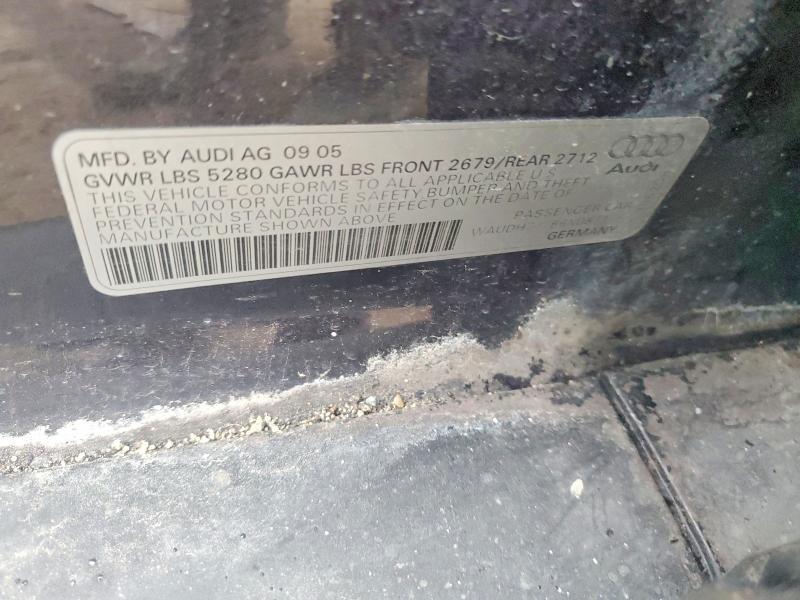 MFD. BY AUDI AG 09 05
GVWR LBS 5280 GAWR LBS FRONT 2679/REAR 2712
THIS VEHICLE CONFORMS TO ALL APPLICABLE U S
FEDERAL MOTOR VEHICLE SAFETY BUMPER AND THEFT
PREVENTION STANDARDS IN EFFECT ON THE DATE OF
MANUFACTURE SHOWN ABOVE
PASSENGER CAR
GERMANY
Audi